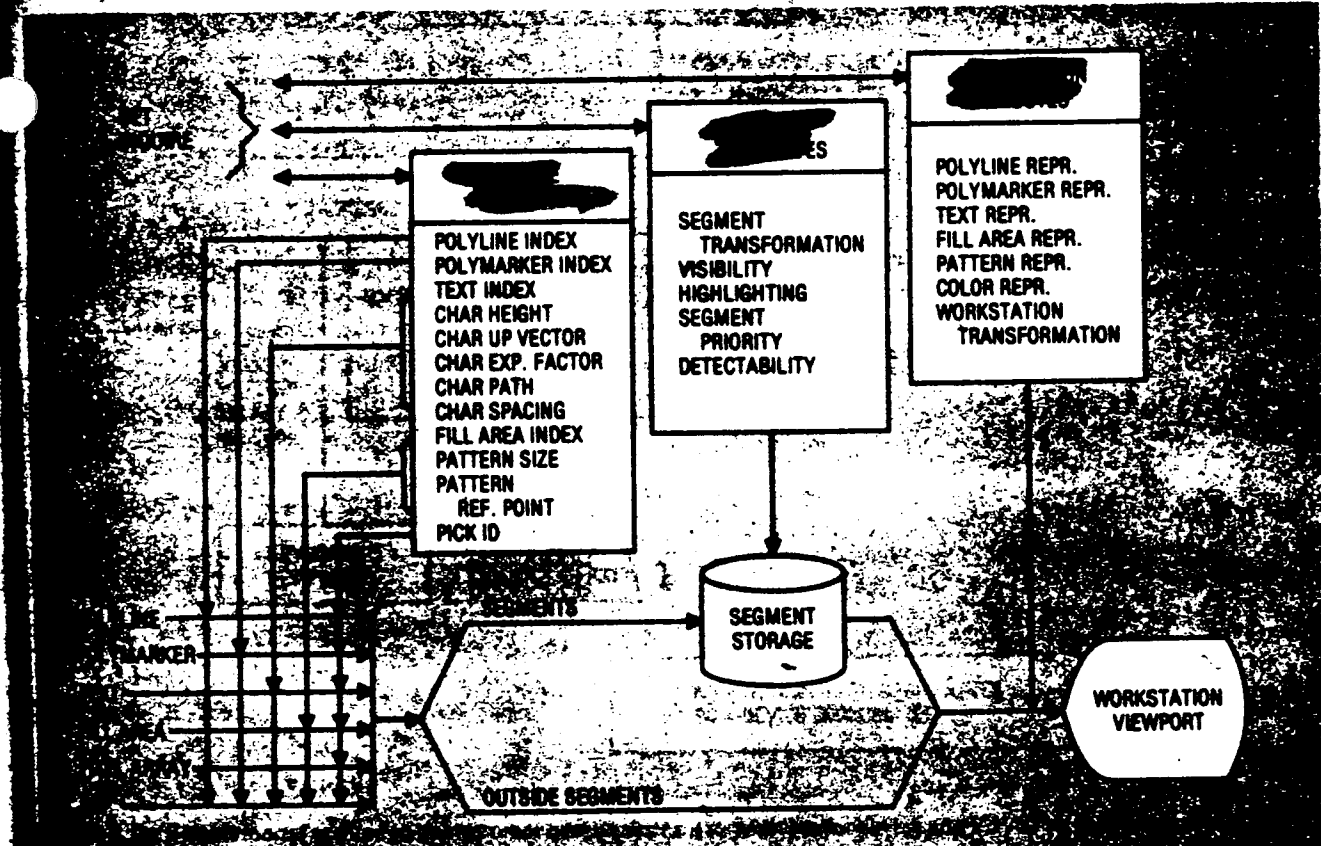 ES
POLYLINE REPR.
POLYMARKER REPR.
TEXT REPR.
FILL AREA REPR.
PATTERN REPR.
COLOR REPR.
WORKSTATION
TRANSFORMATION
SEGMENT
TRANSFORMATION
VISIBILITY
HIGHLIGHTING
SEGMENT
PRIORITY
DETECTABILITY
POLYLINE INDEX
POLYMARKER INDEX
TEXT INDEX
CHAR HEIGHT
CHAR UP VECTOR
CHAR EXP. FACTOR
CHAR PATH
CHAR SPACING
FILL AREA INDEX
PATTERN SIZE
PATTERN
REF. POINT
PICK ID
SEGMENTS
SEGMENT
STORAGE
MARKER
WORKSTATION
VIEWPORT
OUTSIDE SEGMENTS